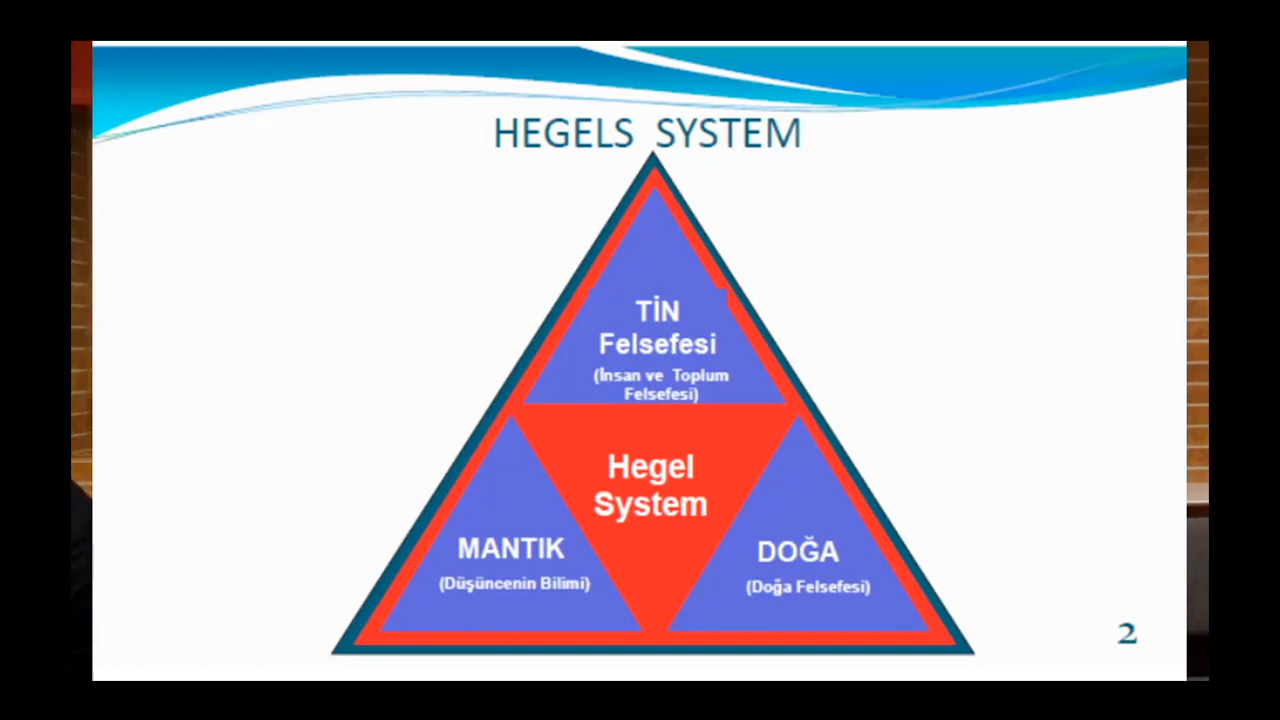 HEGELS SYSTEM
TİN
Felsefesi
(İnsan ve Toplum
Felsefesi)
Hegel
System
MANTIK
(Düşüncenin Bilimi)
DOĞA
(Doğa Felsefesi)
2